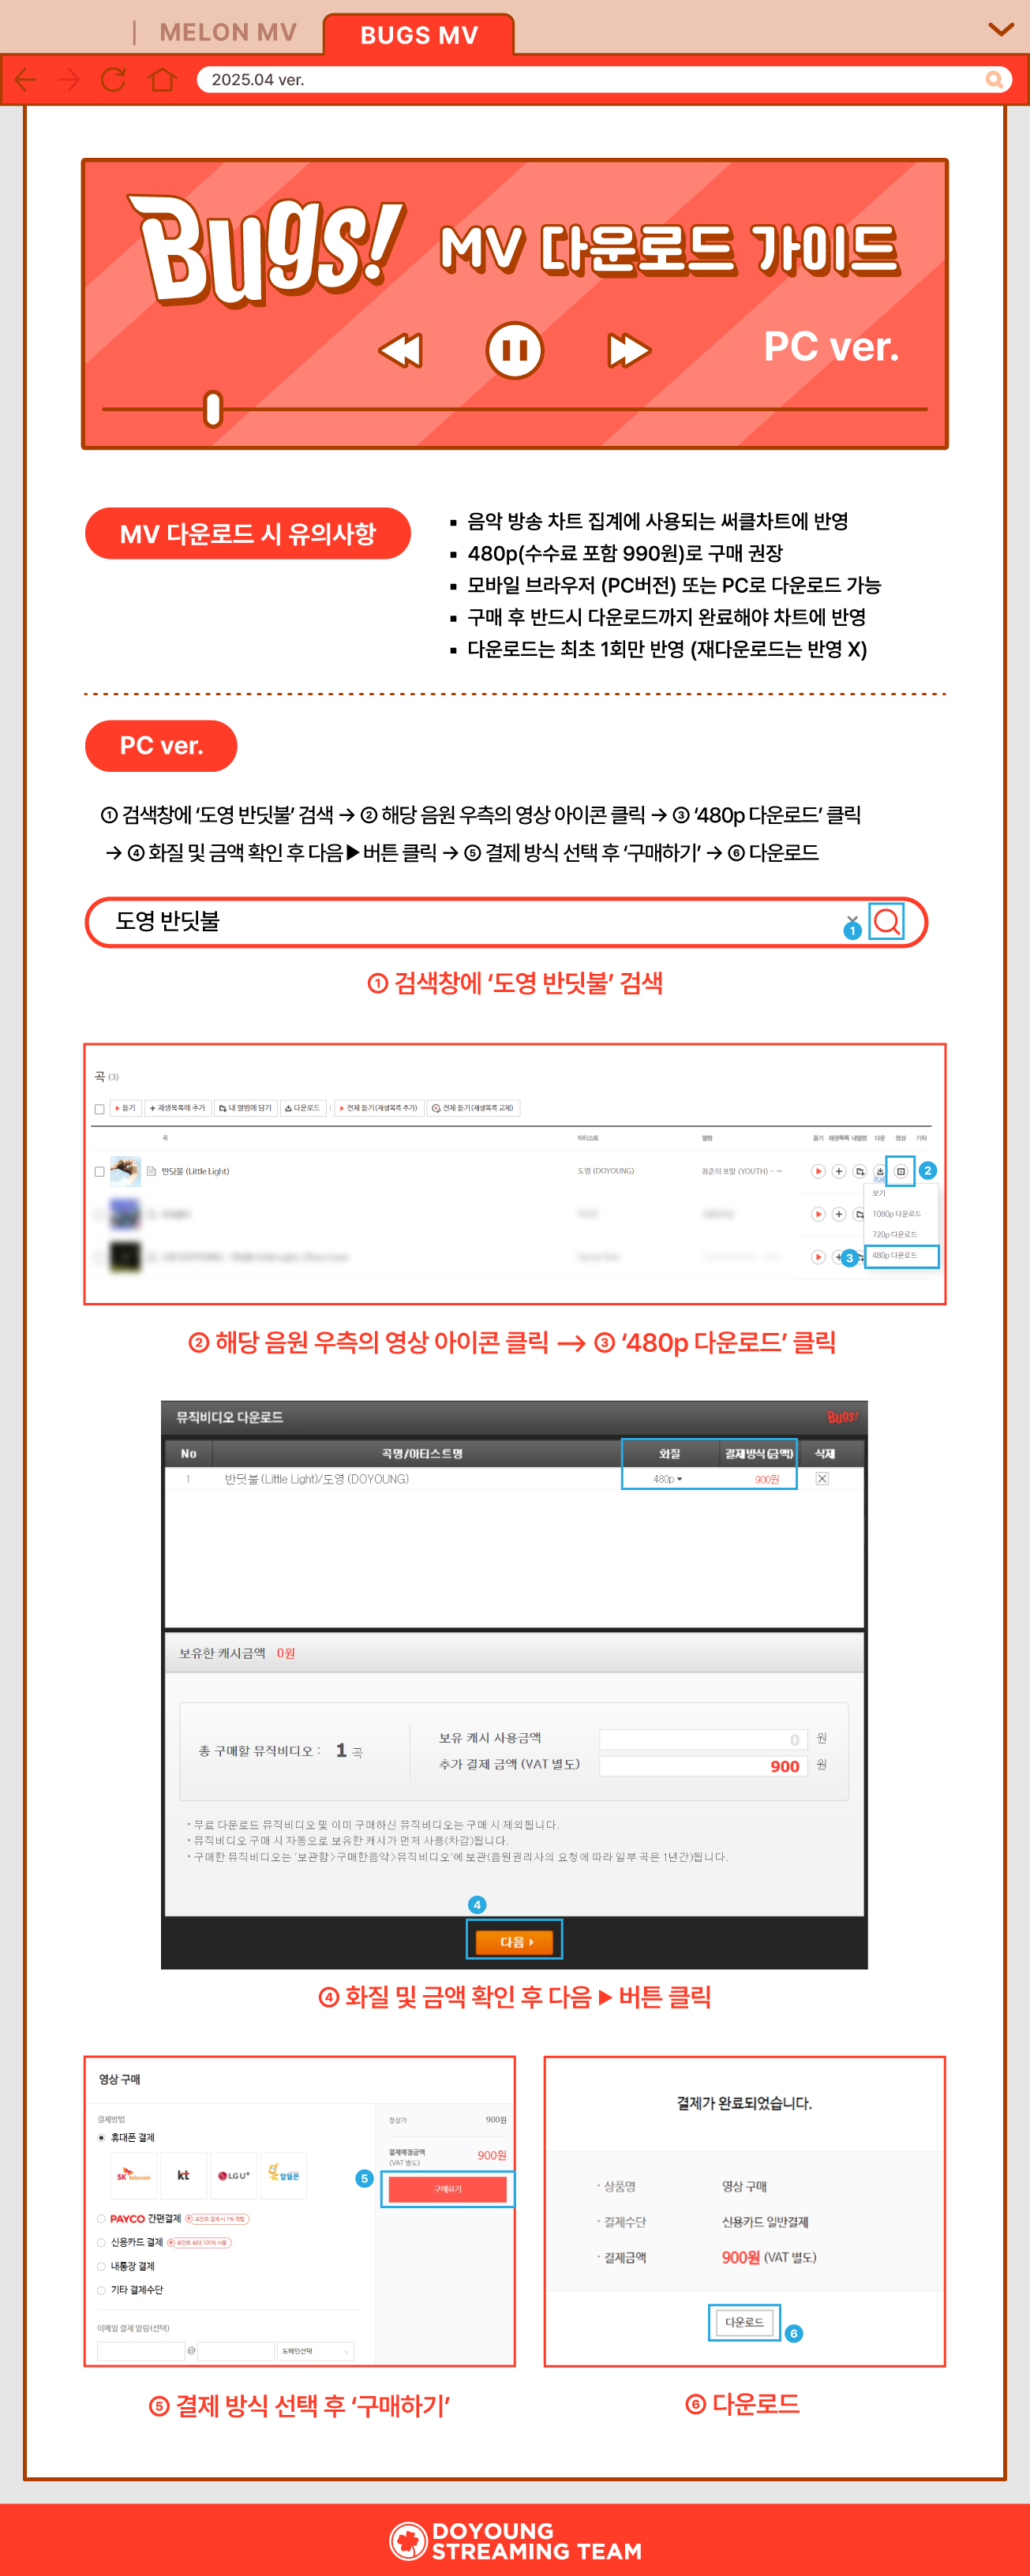 MELON MV
BUGS MV
2025.04 ver.
Bugs! MV 다운로드 가이드
PC ver.
MV 다운로드 시 유의사항
▪ 음악 방송 차트 집계에 사용되는 써클차트에 반영
▪ 480p(수수료 포함 990원)로 구매 권장
▪ 모바일 브라우저 (PC버전) 또는 PC로 다운로드 가능
▪ 구매 후 반드시 다운로드까지 완료해야 차트에 반영
▪ 다운로드는 최초 1회만 반영 (재다운로드는 반영 X)
PC ver.
① 검색창에 ‘도영 반딧불’ 검색 → ② 해당 음원 우측의 영상 아이콘 클릭 → ③ ‘480p 다운로드’ 클릭
→ ④ 화질 및 금액 확인 후 다음▶버튼 클릭 → ⑤ 결제 방식 선택 후 ‘구매하기’ → ⑥ 다운로드
도영 반딧불
1
① 검색창에 ‘도영 반딧불’ 검색
곡 (3)
듣기 + 재생목록에 추가 내 앨범에 담기 다운로드 전체 듣기(재생목록 추가) 전체 듣기(재생목록 교체)
곡 아티스트 앨범 듣기 재생목록 내앨범 다운 영상 기타
반딧불 (Little Light) 도영 (DOYOUNG) 청춘의 포말 (YOUTH) - ··· 2
보기
1080p 다운로드
720p 다운로드
3 480p 다운로드
② 해당 음원 우측의 영상 아이콘 클릭 → ③ ‘480p 다운로드’ 클릭
뮤직비디오 다운로드 Bugs!
No 곡명/아티스트명 화질 결제방식(금액) 삭제
1 반딧불 (Little Light)/도영 (DOYOUNG) 480p 900원
보유한 캐시금액 0원
총 구매할 뮤직비디오 : 1 곡
보유 캐시 사용금액 0 원
추가 결제 금액 (VAT 별도) 900 원
• 무료 다운로드 뮤직비디오 및 이미 구매하신 뮤직비디오는 구매 시 제외됩니다.
• 뮤직비디오 구매 시 자동으로 보유한 캐시가 먼저 사용(차감)됩니다.
• 구매한 뮤직비디오는 '보관함>구매한음악>뮤직비디오'에 보관(음원권리사의 요청에 따라 일부 곡은 1년간)됩니다.
4
다음
④ 화질 및 금액 확인 후 다음 ▶ 버튼 클릭
영상 구매
결제방법
휴대폰 결제
SK telecom kt LG U+ 알뜰폰
PAYCO 간편결제 포인트 결제 시 1% 적립
신용카드 결제
내통장 결제
기타 결제수단
이메일 결제 알림(선택)
@ 도메인선택
정상가 900원
결제예정금액 900원
(VAT 별도)
5
구매하기
결제가 완료되었습니다.
· 상품명 영상 구매
· 결제수단 신용카드 일반결제
· 결제금액 900원 (VAT 별도)
다운로드
6
⑤ 결제 방식 선택 후 ‘구매하기’
⑥ 다운로드
DOYOUNG
STREAMING TEAM